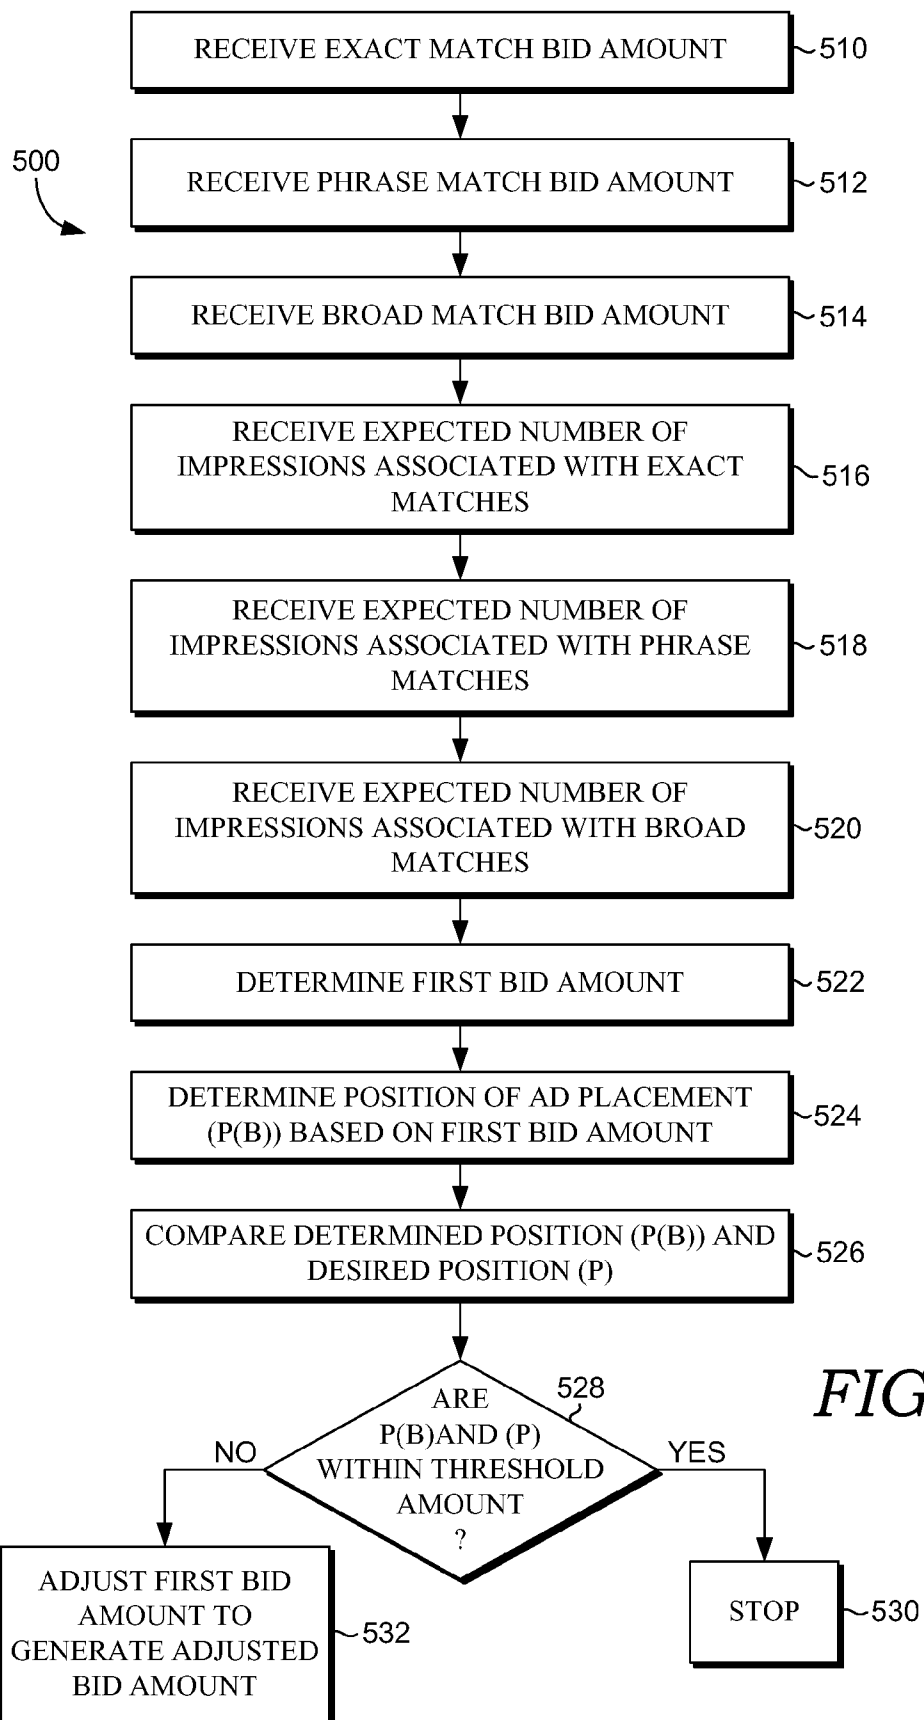 RECEIVE EXACT MATCH BID AMOUNT
510
500
RECEIVE PHRASE MATCH BID AMOUNT
512
RECEIVE BROAD MATCH BID AMOUNT
514
RECEIVE EXPECTED NUMBER OF
IMPRESSIONS ASSOCIATED WITH EXACT
MATCHES
516
RECEIVE EXPECTED NUMBER OF
IMPRESSIONS ASSOCIATED WITH PHRASE
MATCHES
518
RECEIVE EXPECTED NUMBER OF
IMPRESSIONS ASSOCIATED WITH BROAD
MATCHES
520
DETERMINE FIRST BID AMOUNT
522
DETERMINE POSITION OF AD PLACEMENT
(P(B)) BASED ON FIRST BID AMOUNT
524
COMPARE DETERMINED POSITION (P(B)) AND
DESIRED POSITION (P)
526
FIG
528
ARE
P(B)AND (P)
WITHIN THRESHOLD
AMOUNT
?
NO
YES
ADJUST FIRST BID
AMOUNT TO
GENERATE ADJUSTED
BID AMOUNT
532
STOP
530